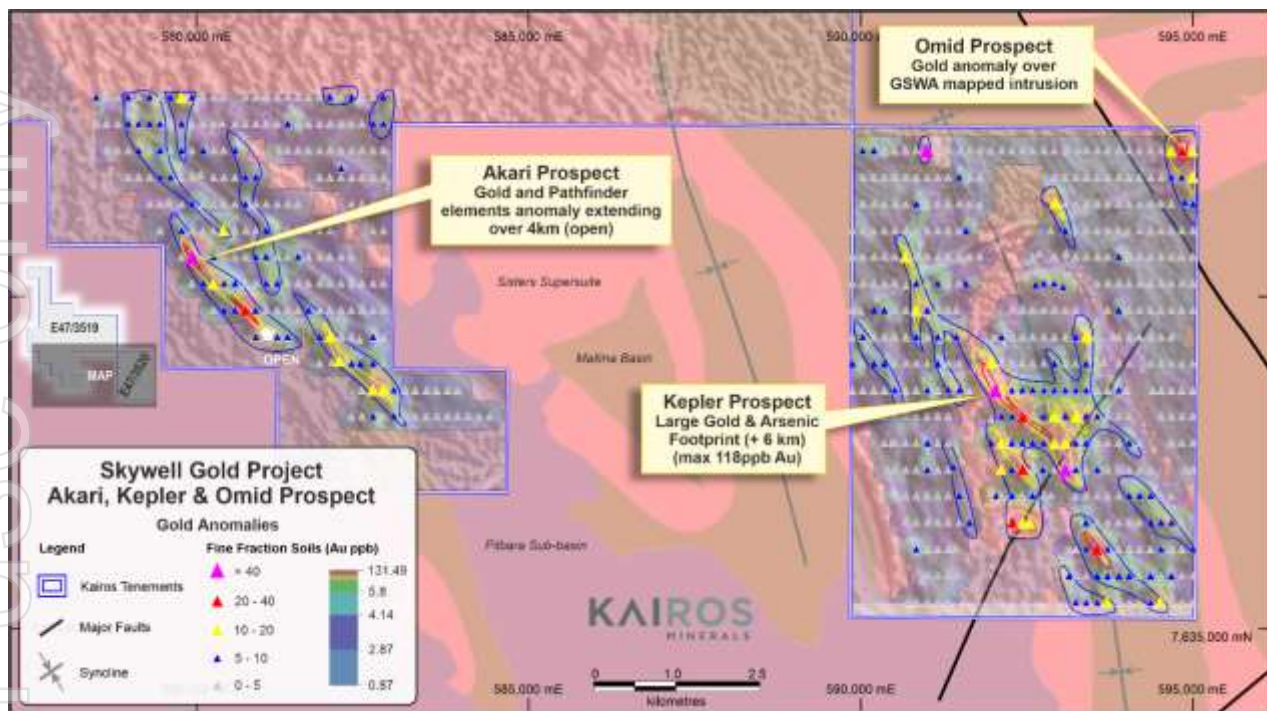 580,000 mE
585,000 mE
590,000 mE
595,000 mE
Omid Prospect
Gold anomaly over
GSWA mapped intrusion
Akari Prospect
Gold and Pathfinder
elements anomaly extending
over 4km (open)
Sisters Supersuite
E47/3519
MAP
OPEN
Mallina Basin
Kepler Prospect
Large Gold & Arsenic
Footprint (+ 6 km)
(max 118ppb Au)
Skywell Gold Project
Akari, Kepler & Omid Prospect
Gold Anomalies
Legend
Fine Fraction Soils (Au ppb)
Kairos Tenements
Major Faults
Syncline
20 - 40
10 - 20
5 - 10
0 - 5
131.49
5.8
4.14
2.87
0.57
Pilbara Sub-basin
KAIROS
MINERALS
7,635,000 mN
0 1.0 2.5
kilometres
585,000 mE
590,000 mE
595,000 mE